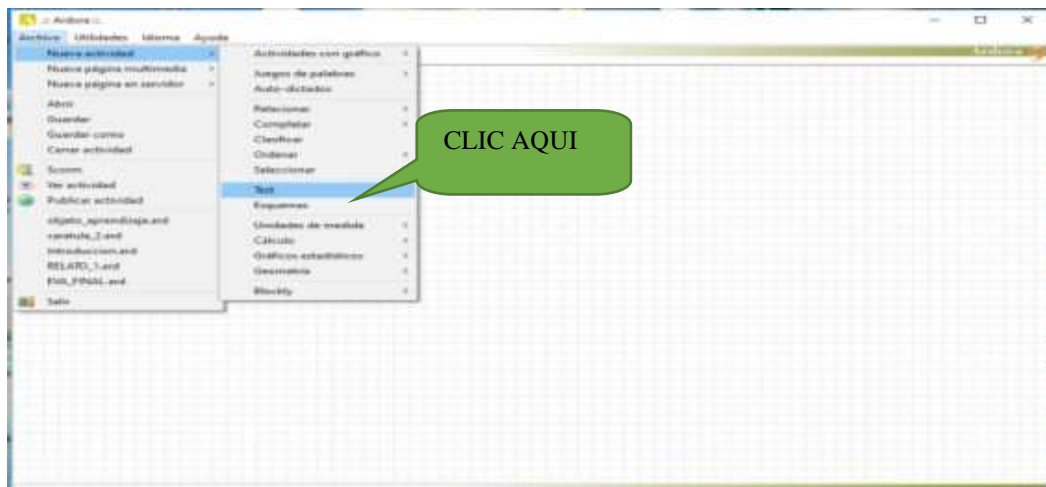 .: Ardora :.
Archivo Utilidades Idioma Ayuda
Ardora
Nueva actividad
Nueva página multimedia
Nueva página en servidor
Abrir
Guardar
Guardar como
Cerrar actividad
Scorm
Ver actividad
Publicar actividad
objeto_aprendizaje.ard
caratula_2.ard
introduccion.ard
RELATO_1.ard
EVA_FINAL.ard
Salir
Actividades con gráfico
Juegos de palabras
Auto-dictados
Relacionar
Completar
Clasificar
Ordenar
Seleccionar
Test
Esquemas
Unidades de medida
Cálculo
Gráficos estadísticos
Geometría
Blockly
CLIC AQUI